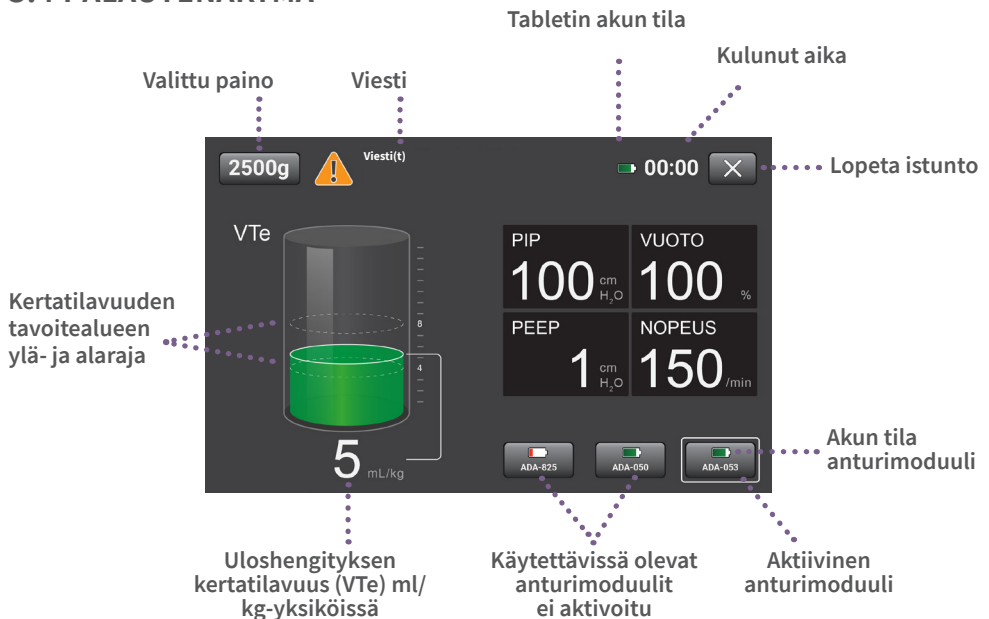 Tabletin akun tila
Kulunut aika
Valittu paino
Viesti
2500g
Viesti(t)
00:00
Lopeta istunto
VTe
PIP
100 cm H₂O
VUOTO
100 %
Kertatilavuuden
tavoitealueen
ylä- ja alaraja
8
4
PEEP
1 cm H₂O
NOPEUS
150 /min
5 mL/kg
ADA-825
ADA-050
ADA-053
Akun tila
anturimoduuli
Uloshengityksen
kertatilavuus (VTe) ml/
kg-yksiköissä
Käytettävissä olevat
anturimoduulit
ei aktivoitu
Aktiivinen
anturimoduuli